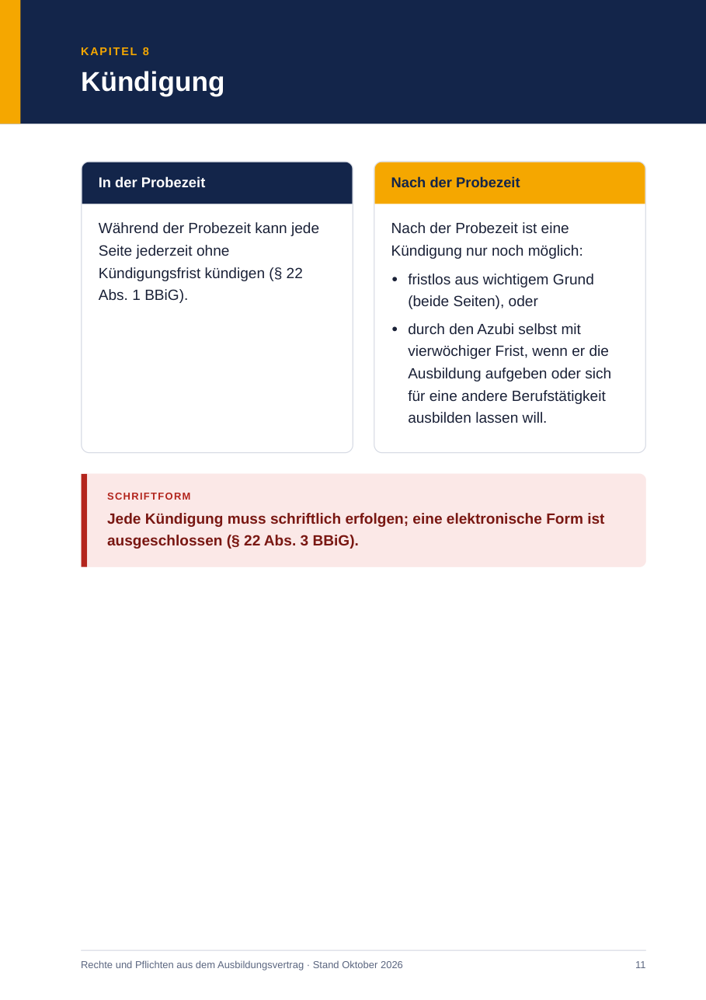 KAPITEL 8
Kündigung
In der Probezeit
Während der Probezeit kann jede
Seite jederzeit ohne
Kündigungsfrist kündigen (§ 22
Abs. 1 BBiG).
Nach der Probezeit
Nach der Probezeit ist eine
Kündigung nur noch möglich:
• fristlos aus wichtigem Grund
(beide Seiten), oder
• durch den Azubi selbst mit
vierwöchiger Frist, wenn er die
Ausbildung aufgeben oder sich
für eine andere Berufstätigkeit
ausbilden lassen will.
SCHRIFTFORM
Jede Kündigung muss schriftlich erfolgen; eine elektronische Form ist
ausgeschlossen (§ 22 Abs. 3 BBiG).
Rechte und Pflichten aus dem Ausbildungsvertrag · Stand Oktober 2026
11